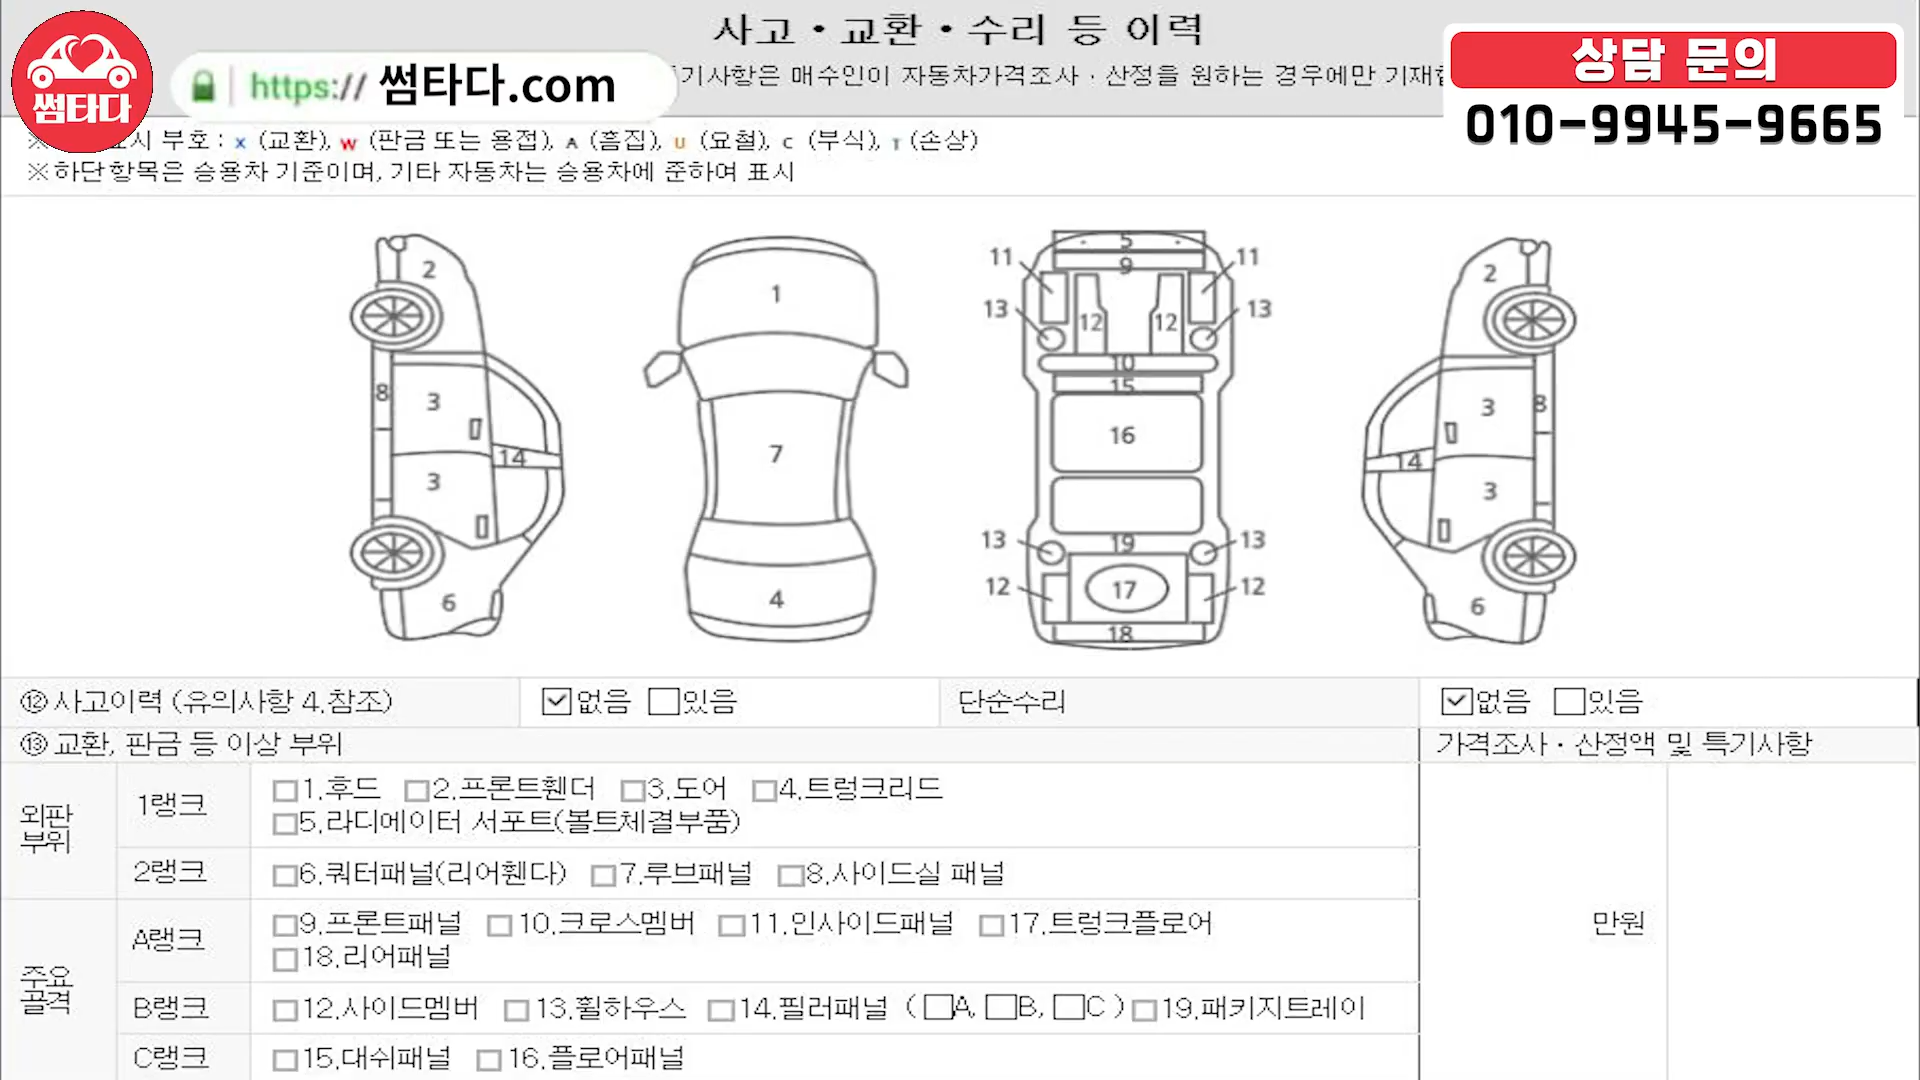 사고・교환・수리 등 이력
썸타다
https:// 썸타다.com
기사항은 매수인이 자동차가격조사・산정을 원하는 경우에만 기재
상담 문의
010-9945-9665
※ 시 부호 : X (교환), W (판금 또는 용접), A (흠집), U (요철), C (부식), T (손상)
※ 하단항목은 승용차 기준이며, 기타 자동차는 승용차에 준하여 표시
2 8 3 3 14 6
1 7 4
5 9 11 11 13 13 12 12 10 15 16 13 19 13 12 17 12 18
2 3 8 14 3 6
⑫ 사고이력 (유의사항 4.참조) 없음 있음 단순수리 없음 있음
⑬ 교환, 판금 등 이상 부위 가격조사・산정액 및 특기사항
외판부위
1랭크 1.후드 2.프론트휀더 3.도어 4.트렁크리드
5.라디에이터 서포트(볼트체결부품)
2랭크 6.쿼터패널(리어휀다) 7.루브패널 8.사이드실 패널
주요골격
A랭크 9.프론트패널 10.크로스멤버 11.인사이드패널 17.트렁크플로어
18.리어패널
만원
B랭크 12.사이드멤버 13.휠하우스 14.필러패널 ( A, B, C ) 19.패키지트레이
C랭크 15.대쉬패널 16.플로어패널